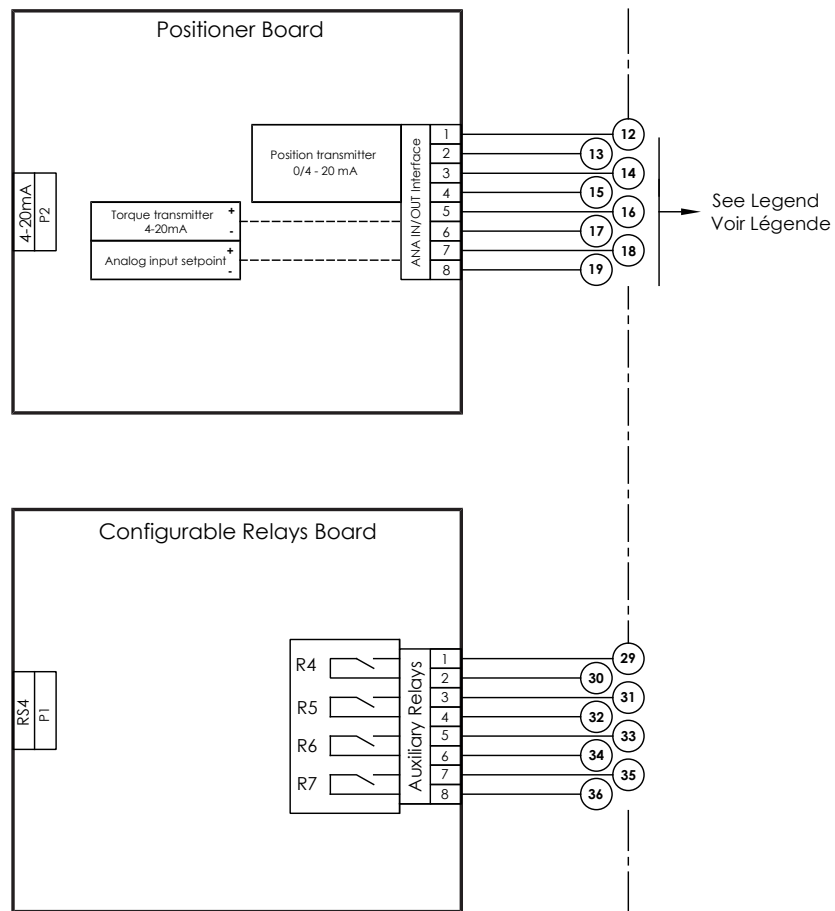 Positioner Board
4-20mA
P2
Position transmitter
0/4 - 20 mA
Torque transmitter
4-20mA
+
-
Analog input setpoint
+
-
ANA IN/OUT Interface
1
2
3
4
5
6
7
8
12
13
14
15
16
17
18
19
See Legend
Voir Légende
Configurable Relays Board
RS4
P1
R4
R5
R6
R7
Auxiliary Relays
1
2
3
4
5
6
7
8
29
30
31
32
33
34
35
36